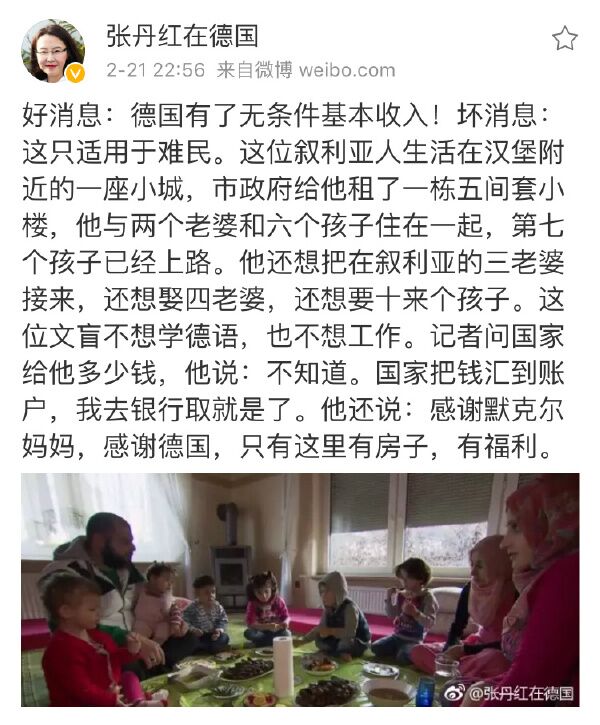 张丹红在德国
2-21 22:56 来自微博 weibo.com
好消息：德国有了无条件基本收入！坏消息：
这只适用于难民。这位叙利亚人生活在汉堡附
近的一座小城，市政府给他租了一栋五间套小
楼，他与两个老婆和六个孩子住在一起，第七
个孩子已经上路。他还想把在叙利亚的三老婆
接来，还想娶四老婆，还想要十来个孩子。这
位文盲不想学德语，也不想工作。记者问国家
给他多少钱，他说：不知道。国家把钱汇到账
户，我去银行取就是了。他还说：感谢默克尔
妈妈，感谢德国，只有这里有房子，有福利。
@张丹红在德国